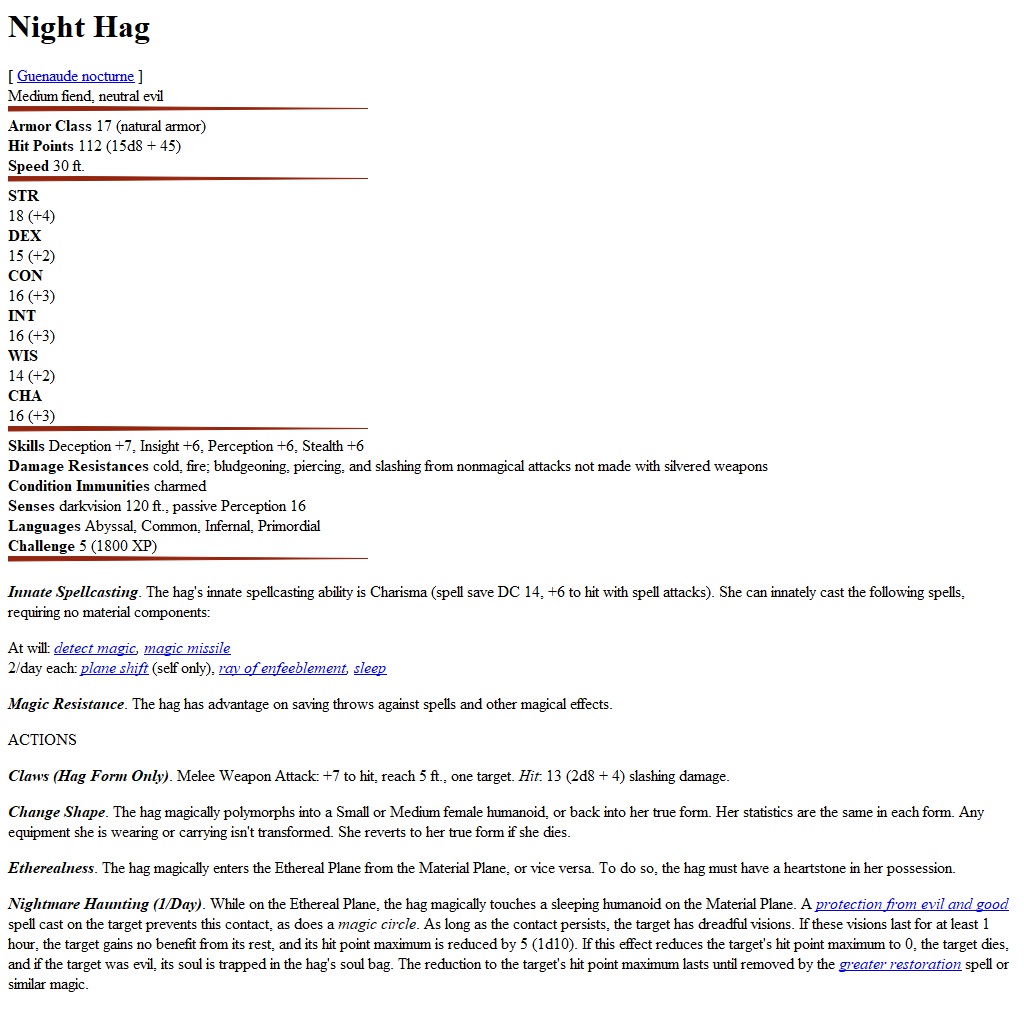 Night Hag
[ Guenaude nocturne ]
Medium fiend, neutral evil
Armor Class 17 (natural armor)
Hit Points 112 (15d8 + 45)
Speed 30 ft.
STR
18 (+4)
DEX
15 (+2)
CON
16 (+3)
INT
16 (+3)
WIS
14 (+2)
CHA
16 (+3)
Skills Deception +7, Insight +6, Perception +6, Stealth +6
Damage Resistances cold, fire; bludgeoning, piercing, and slashing from nonmagical attacks not made with silvered weapons
Condition Immunities charmed
Senses darkvision 120 ft., passive Perception 16
Languages Abyssal, Common, Infernal, Primordial
Challenge 5 (1800 XP)
Innate Spellcasting. The hag's innate spellcasting ability is Charisma (spell save DC 14, +6 to hit with spell attacks). She can innately cast the following spells,
requiring no material components:
At will: detect magic, magic missile
2/day each: plane shift (self only), ray of enfeeblement, sleep
Magic Resistance. The hag has advantage on saving throws against spells and other magical effects.
ACTIONS
Claws (Hag Form Only). Melee Weapon Attack: +7 to hit, reach 5 ft., one target. Hit: 13 (2d8 + 4) slashing damage.
Change Shape. The hag magically polymorphs into a Small or Medium female humanoid, or back into her true form. Her statistics are the same in each form. Any
equipment she is wearing or carrying isn't transformed. She reverts to her true form if she dies.
Etherealness. The hag magically enters the Ethereal Plane from the Material Plane, or vice versa. To do so, the hag must have a heartstone in her possession.
Nightmare Haunting (1/Day). While on the Ethereal Plane, the hag magically touches a sleeping humanoid on the Material Plane. A protection from evil and good
spell cast on the target prevents this contact, as does a magic circle. As long as the contact persists, the target has dreadful visions. If these visions last for at least 1
hour, the target gains no benefit from its rest, and its hit point maximum is reduced by 5 (1d10). If this effect reduces the target's hit point maximum to 0, the target dies,
and if the target was evil, its soul is trapped in the hag's soul bag. The reduction to the target's hit point maximum lasts until removed by the greater restoration spell or
similar magic.